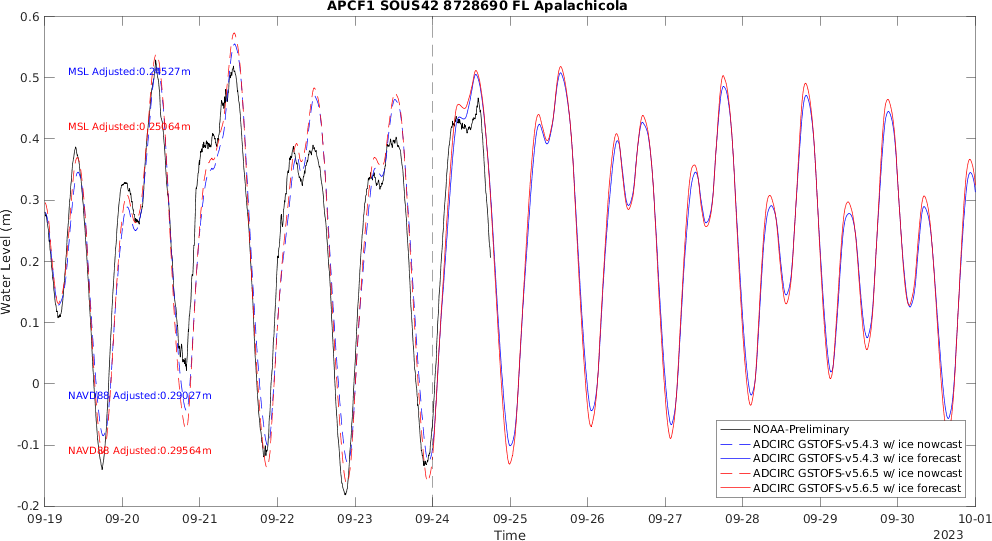 APCF1 SOUS42 8728690 FL Apalachicola
0.6
0.5
0.4
0.3
0.2
0.1
0
-0.1
-0.2
Water Level (m)
MSL Adjusted:0.24527m
MSL Adjusted:0.25064m
NAVD88 Adjusted:0.29027m
NAVD88 Adjusted:0.29564m
NOAA-Preliminary
ADCIRC GSTOFS-v5.4.3 w/ ice nowcast
ADCIRC GSTOFS-v5.4.3 w/ ice forecast
ADCIRC GSTOFS-v5.6.5 w/ ice nowcast
ADCIRC GSTOFS-v5.6.5 w/ ice forecast
09-19 09-20 09-21 09-22 09-23 09-24 09-25 09-26 09-27 09-28 09-29 09-30 10-01
Time
2023